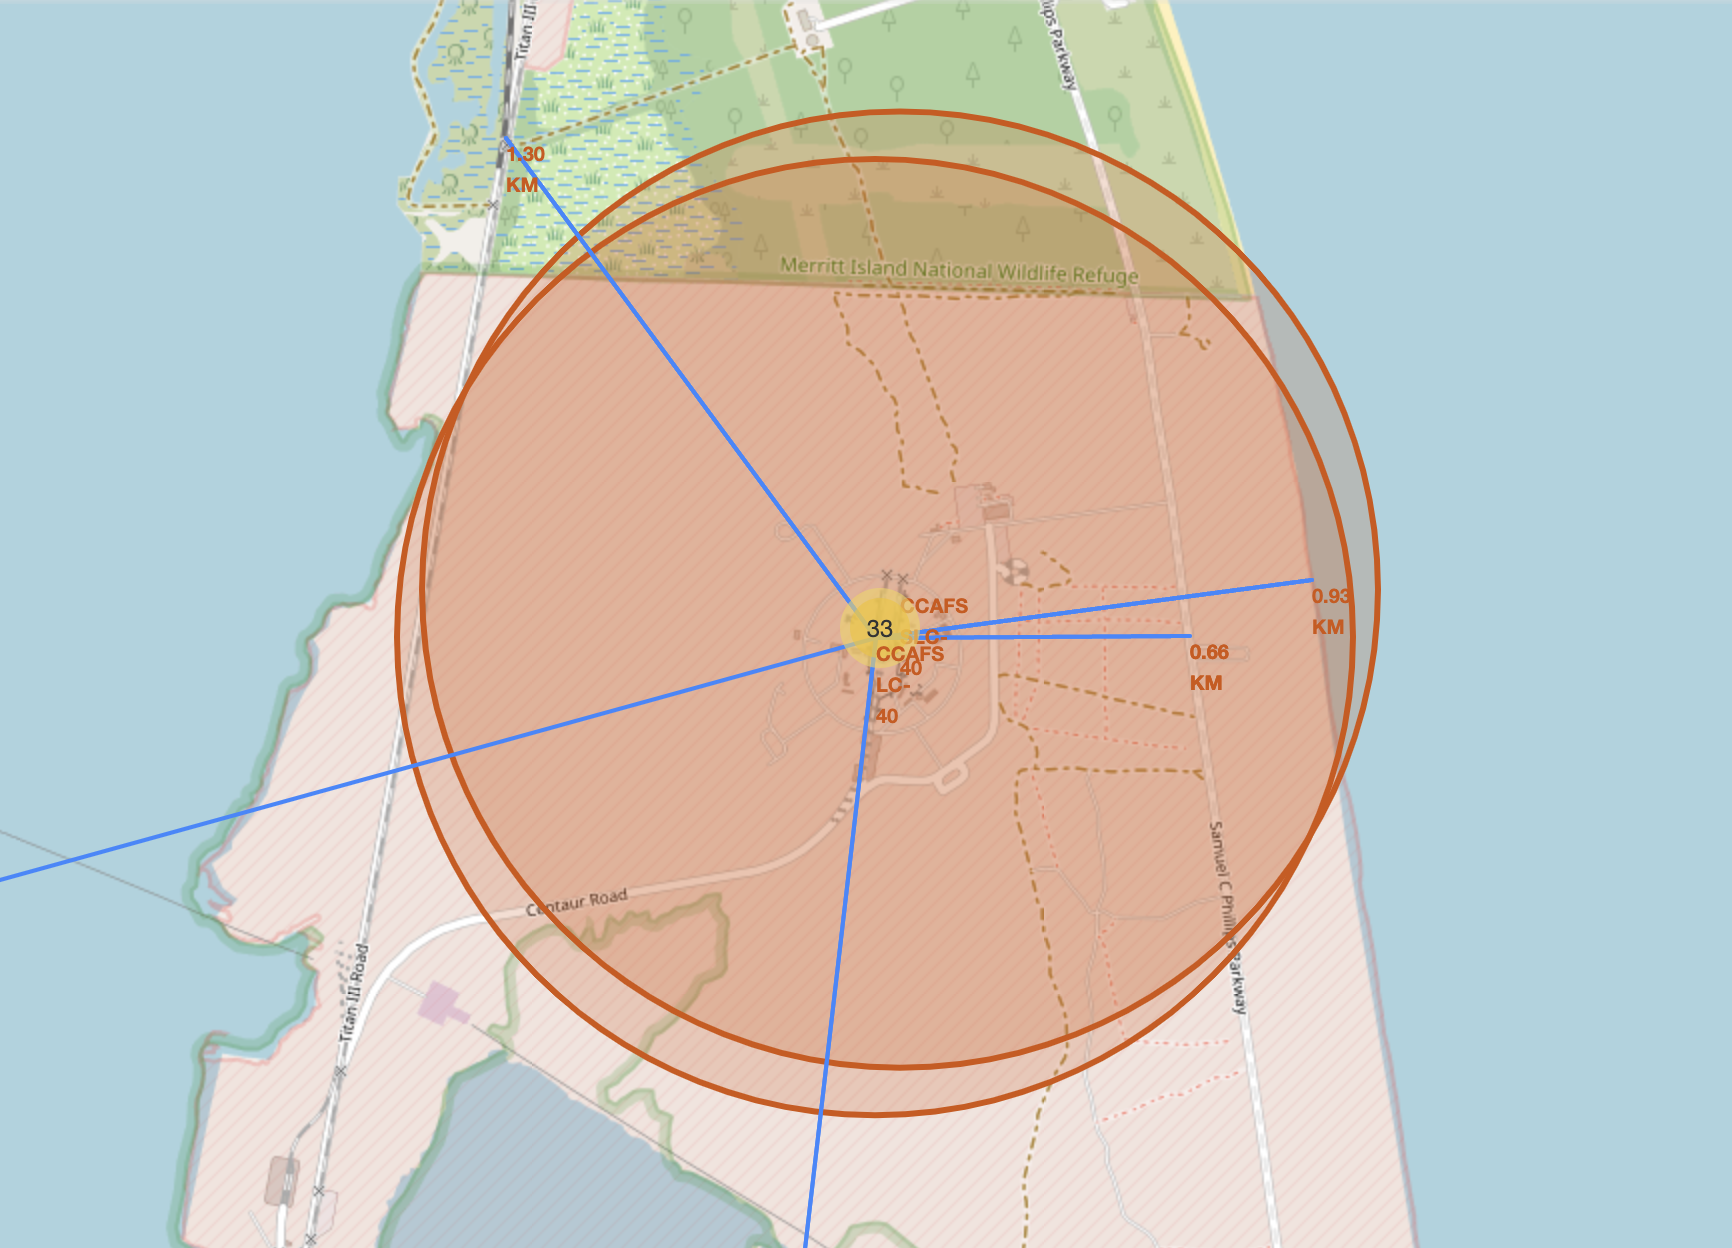 Titan III
lips Parkway
1.30
KM
Merritt Island National Wildlife Refuge
0.93
KM
CCAFS
33
SLC-
CCAFS
40
LC-
40
0.66
KM
Samuel C Phillips Parkway
Centaur Road
Titan III Road